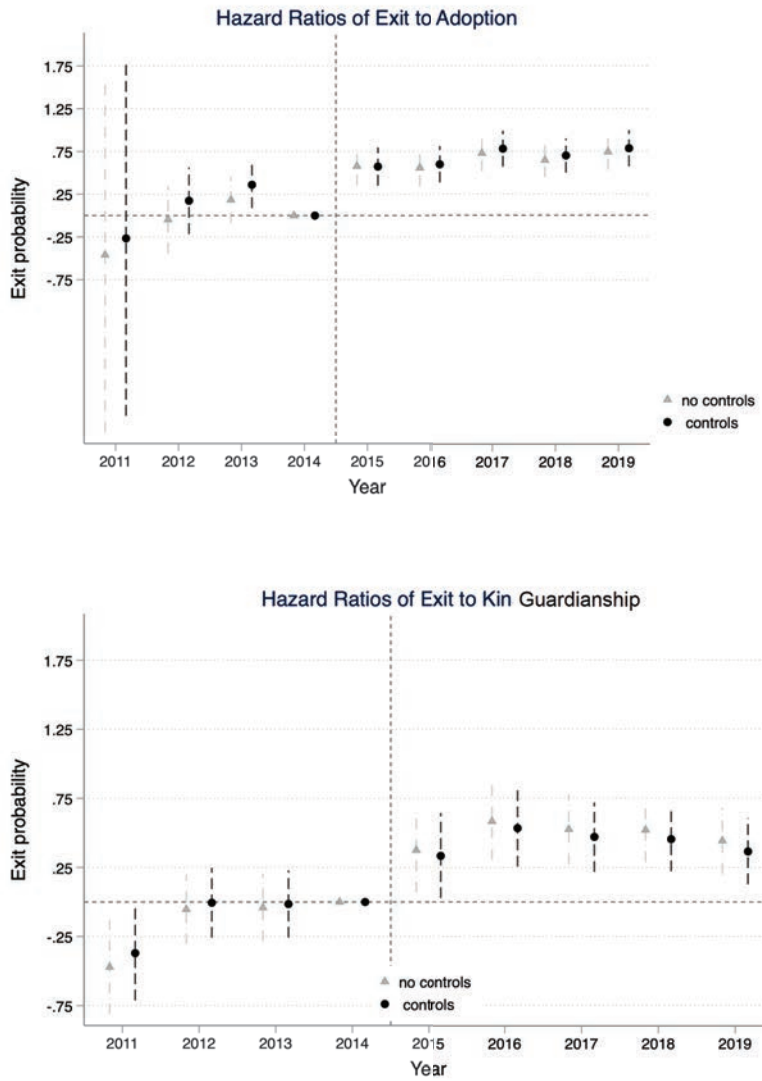 Hazard Ratios of Exit to Adoption
1.75
1.25
.75
.25
-.25
-.75
Exit probability
no controls
controls
2011 2012 2013 2014 2015 2016 2017 2018 2019
Year
Hazard Ratios of Exit to Kin Guardianship
1.75
1.25
.75
.25
-.25
-.75
Exit probability
no controls
controls
2011 2012 2013 2014 2015 2016 2017 2018 2019
Year